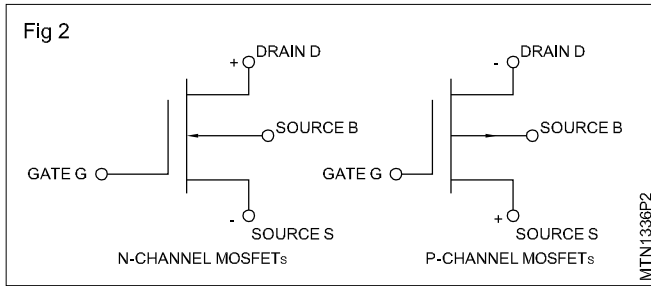 Fig 2
+ DRAIN D
SOURCE B
GATE G
-
SOURCE S
N-CHANNEL MOSFETs
- DRAIN D
SOURCE B
GATE G
+
SOURCE S
P-CHANNEL MOSFETs
MTN1336P2